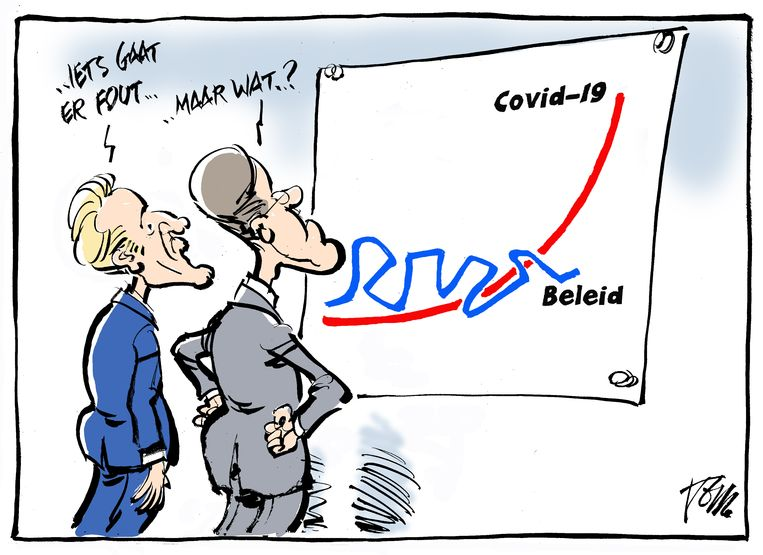 ..IETS GAAT
ER FOUT...
..MAAR WAT..?
Covid-19
Beleid